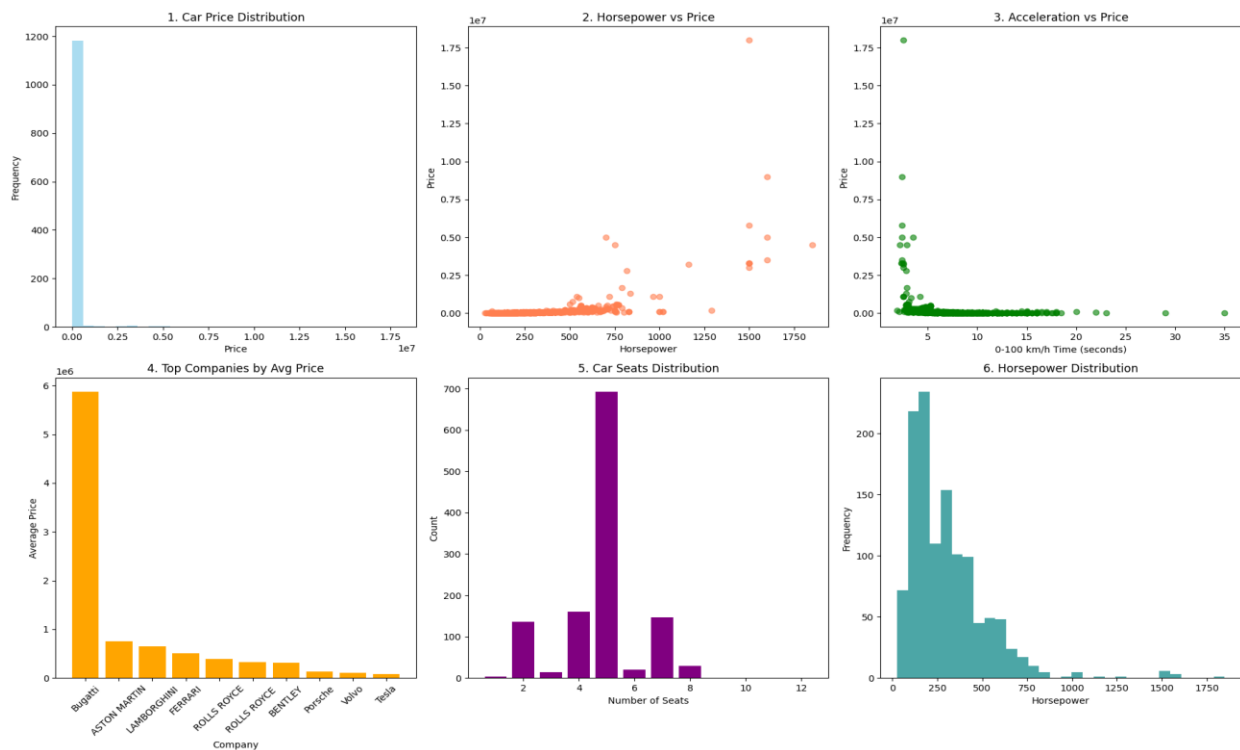 1. Car Price Distribution
Frequency
1200
1000
800
600
400
200
0
0.00 0.25 0.50 0.75 1.00 1.25 1.50 1.75
1e7
Price
2. Horsepower vs Price
1e7
Price
1.75
1.50
1.25
1.00
0.75
0.50
0.25
0.00
0 250 500 750 1000 1250 1500 1750
Horsepower
3. Acceleration vs Price
1e7
Price
1.75
1.50
1.25
1.00
0.75
0.50
0.25
0.00
5 10 15 20 25 30 35
0-100 km/h Time (seconds)
4. Top Companies by Avg Price
1e6
Average Price
6
5
4
3
2
1
0
Bugatti
ASTON MARTIN
LAMBORGHINI
FERRARI
ROLLS ROYCE
ROLLS ROYCE
BENTLEY
Porsche
Volvo
Tesla
Company
5. Car Seats Distribution
Count
700
600
500
400
300
200
100
0
2 4 6 8 10 12
Number of Seats
6. Horsepower Distribution
Frequency
200
150
100
50
0
0 250 500 750 1000 1250 1500 1750
Horsepower